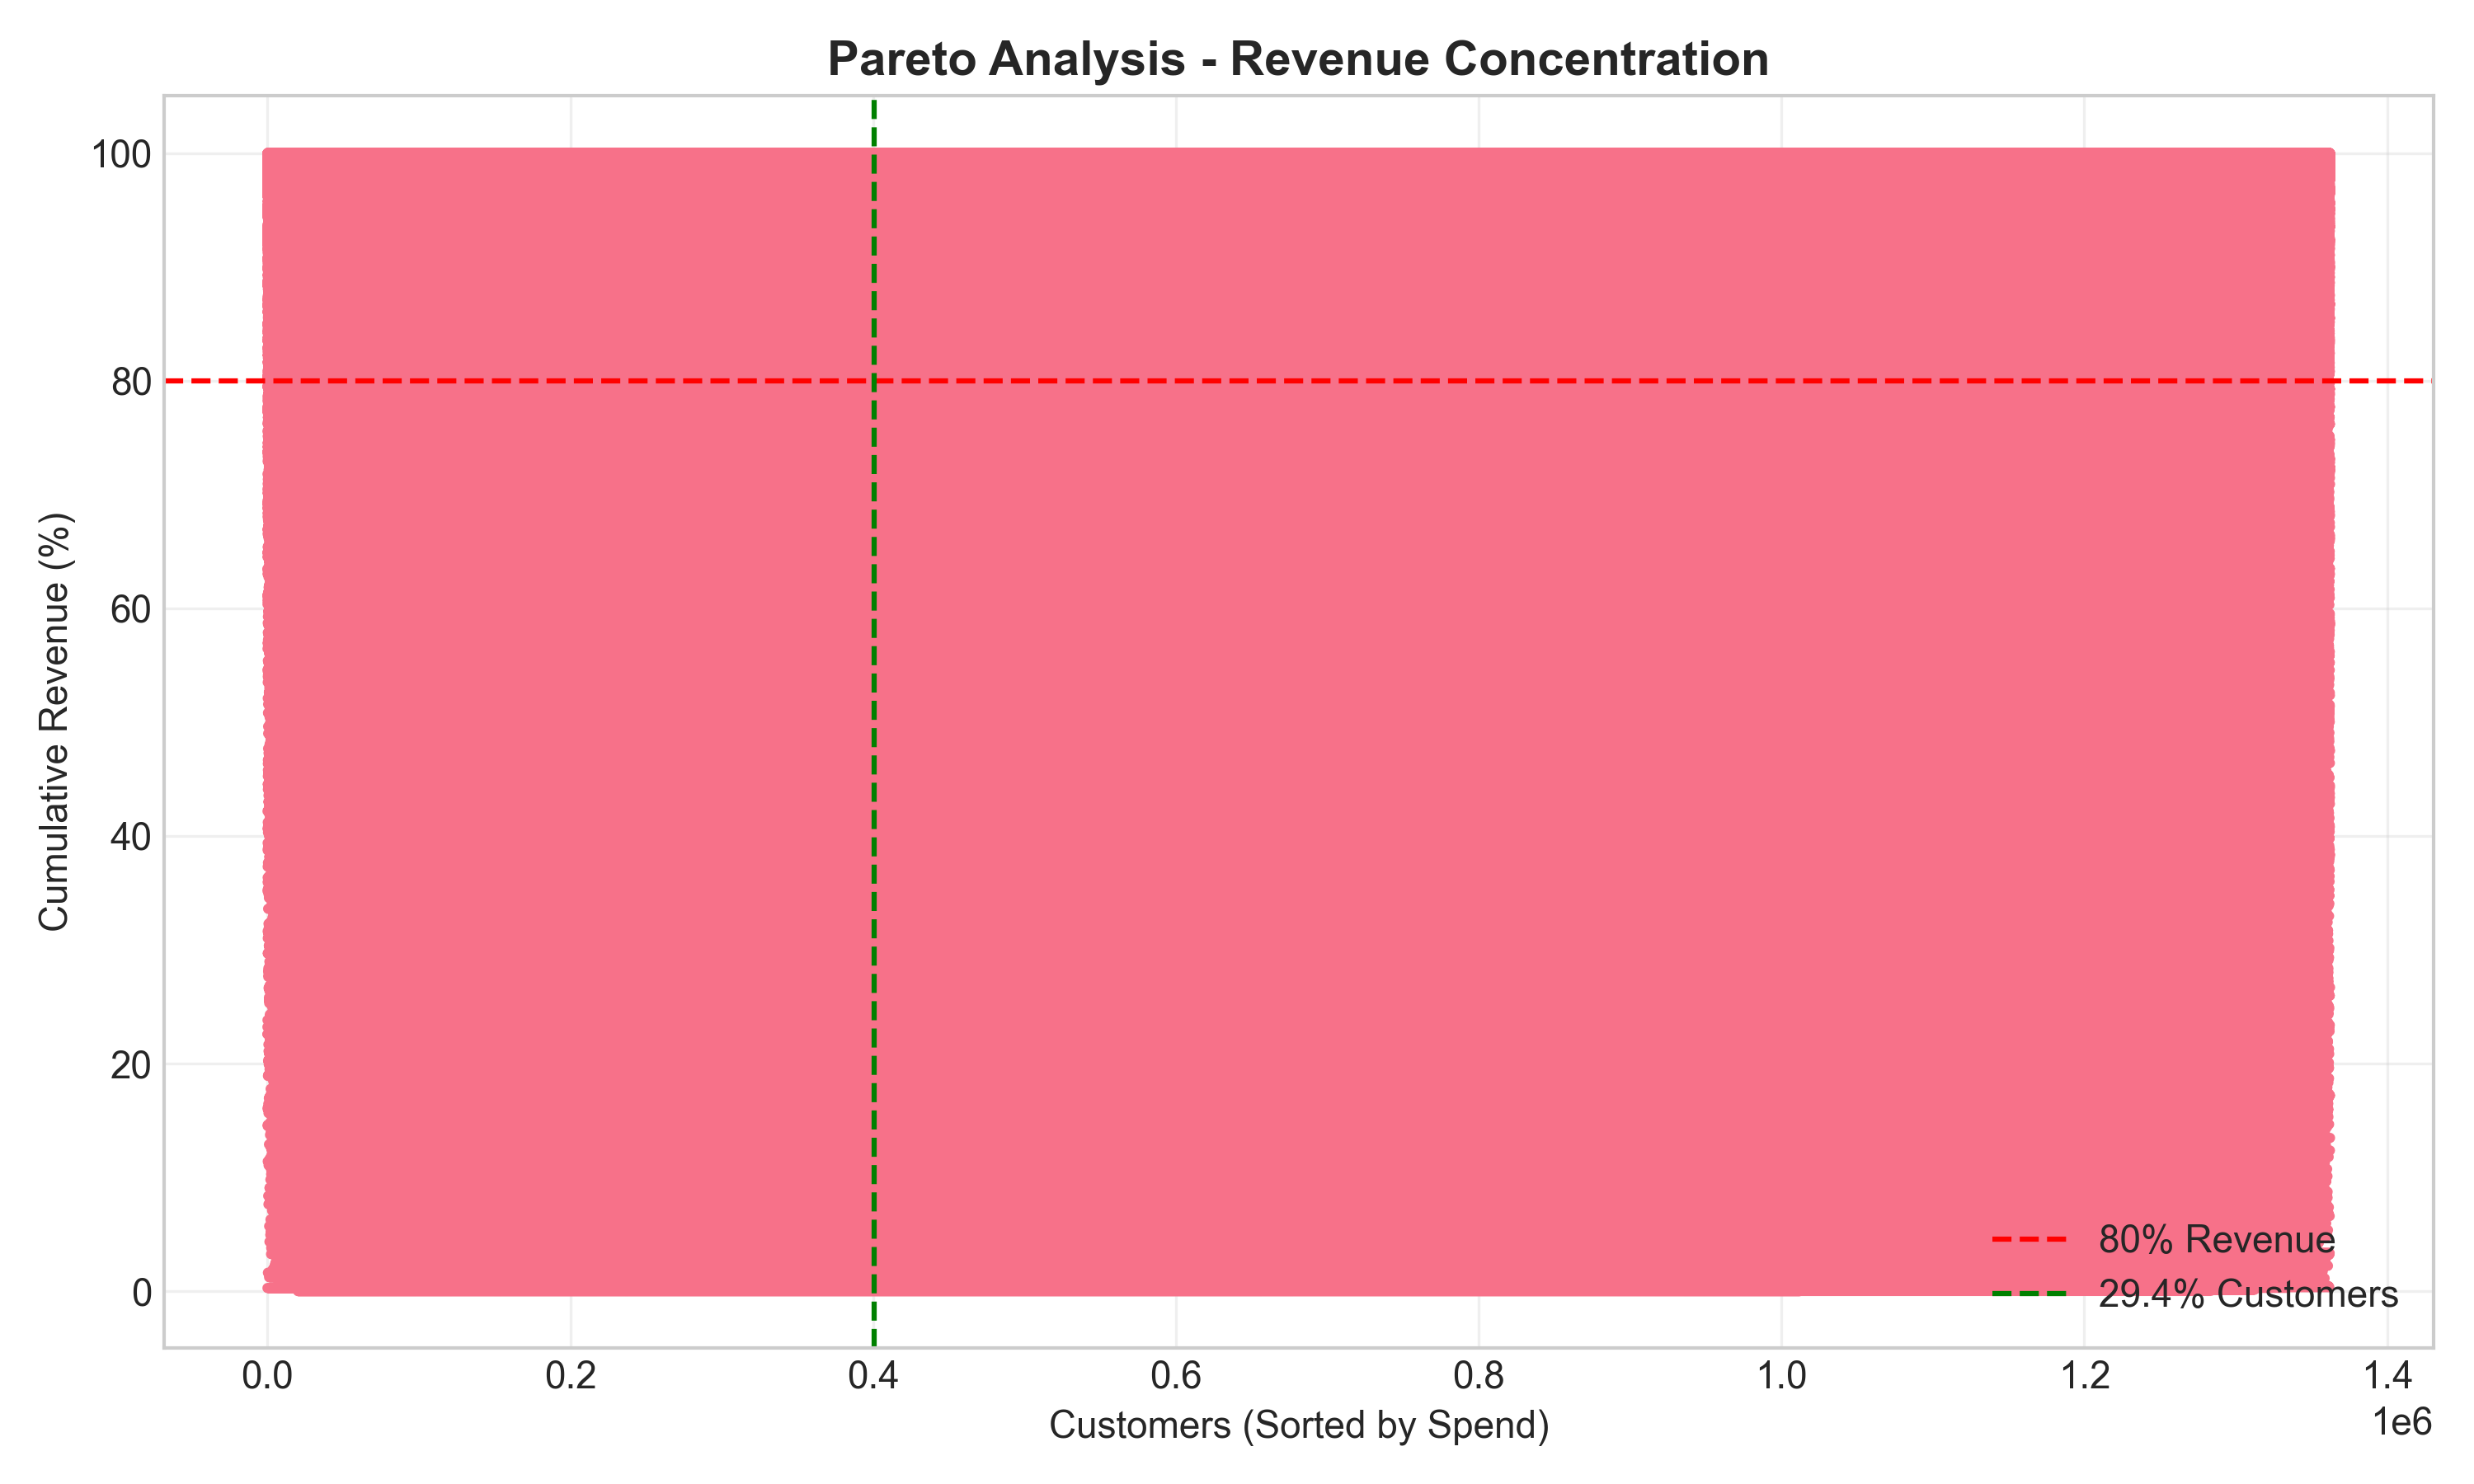 Pareto Analysis - Revenue Concentration
Cumulative Revenue (%)
100
80
60
40
20
0
80% Revenue
29.4% Customers
0.0 0.2 0.4 0.6 0.8 1.0 1.2 1.4
Customers (Sorted by Spend)
1e6